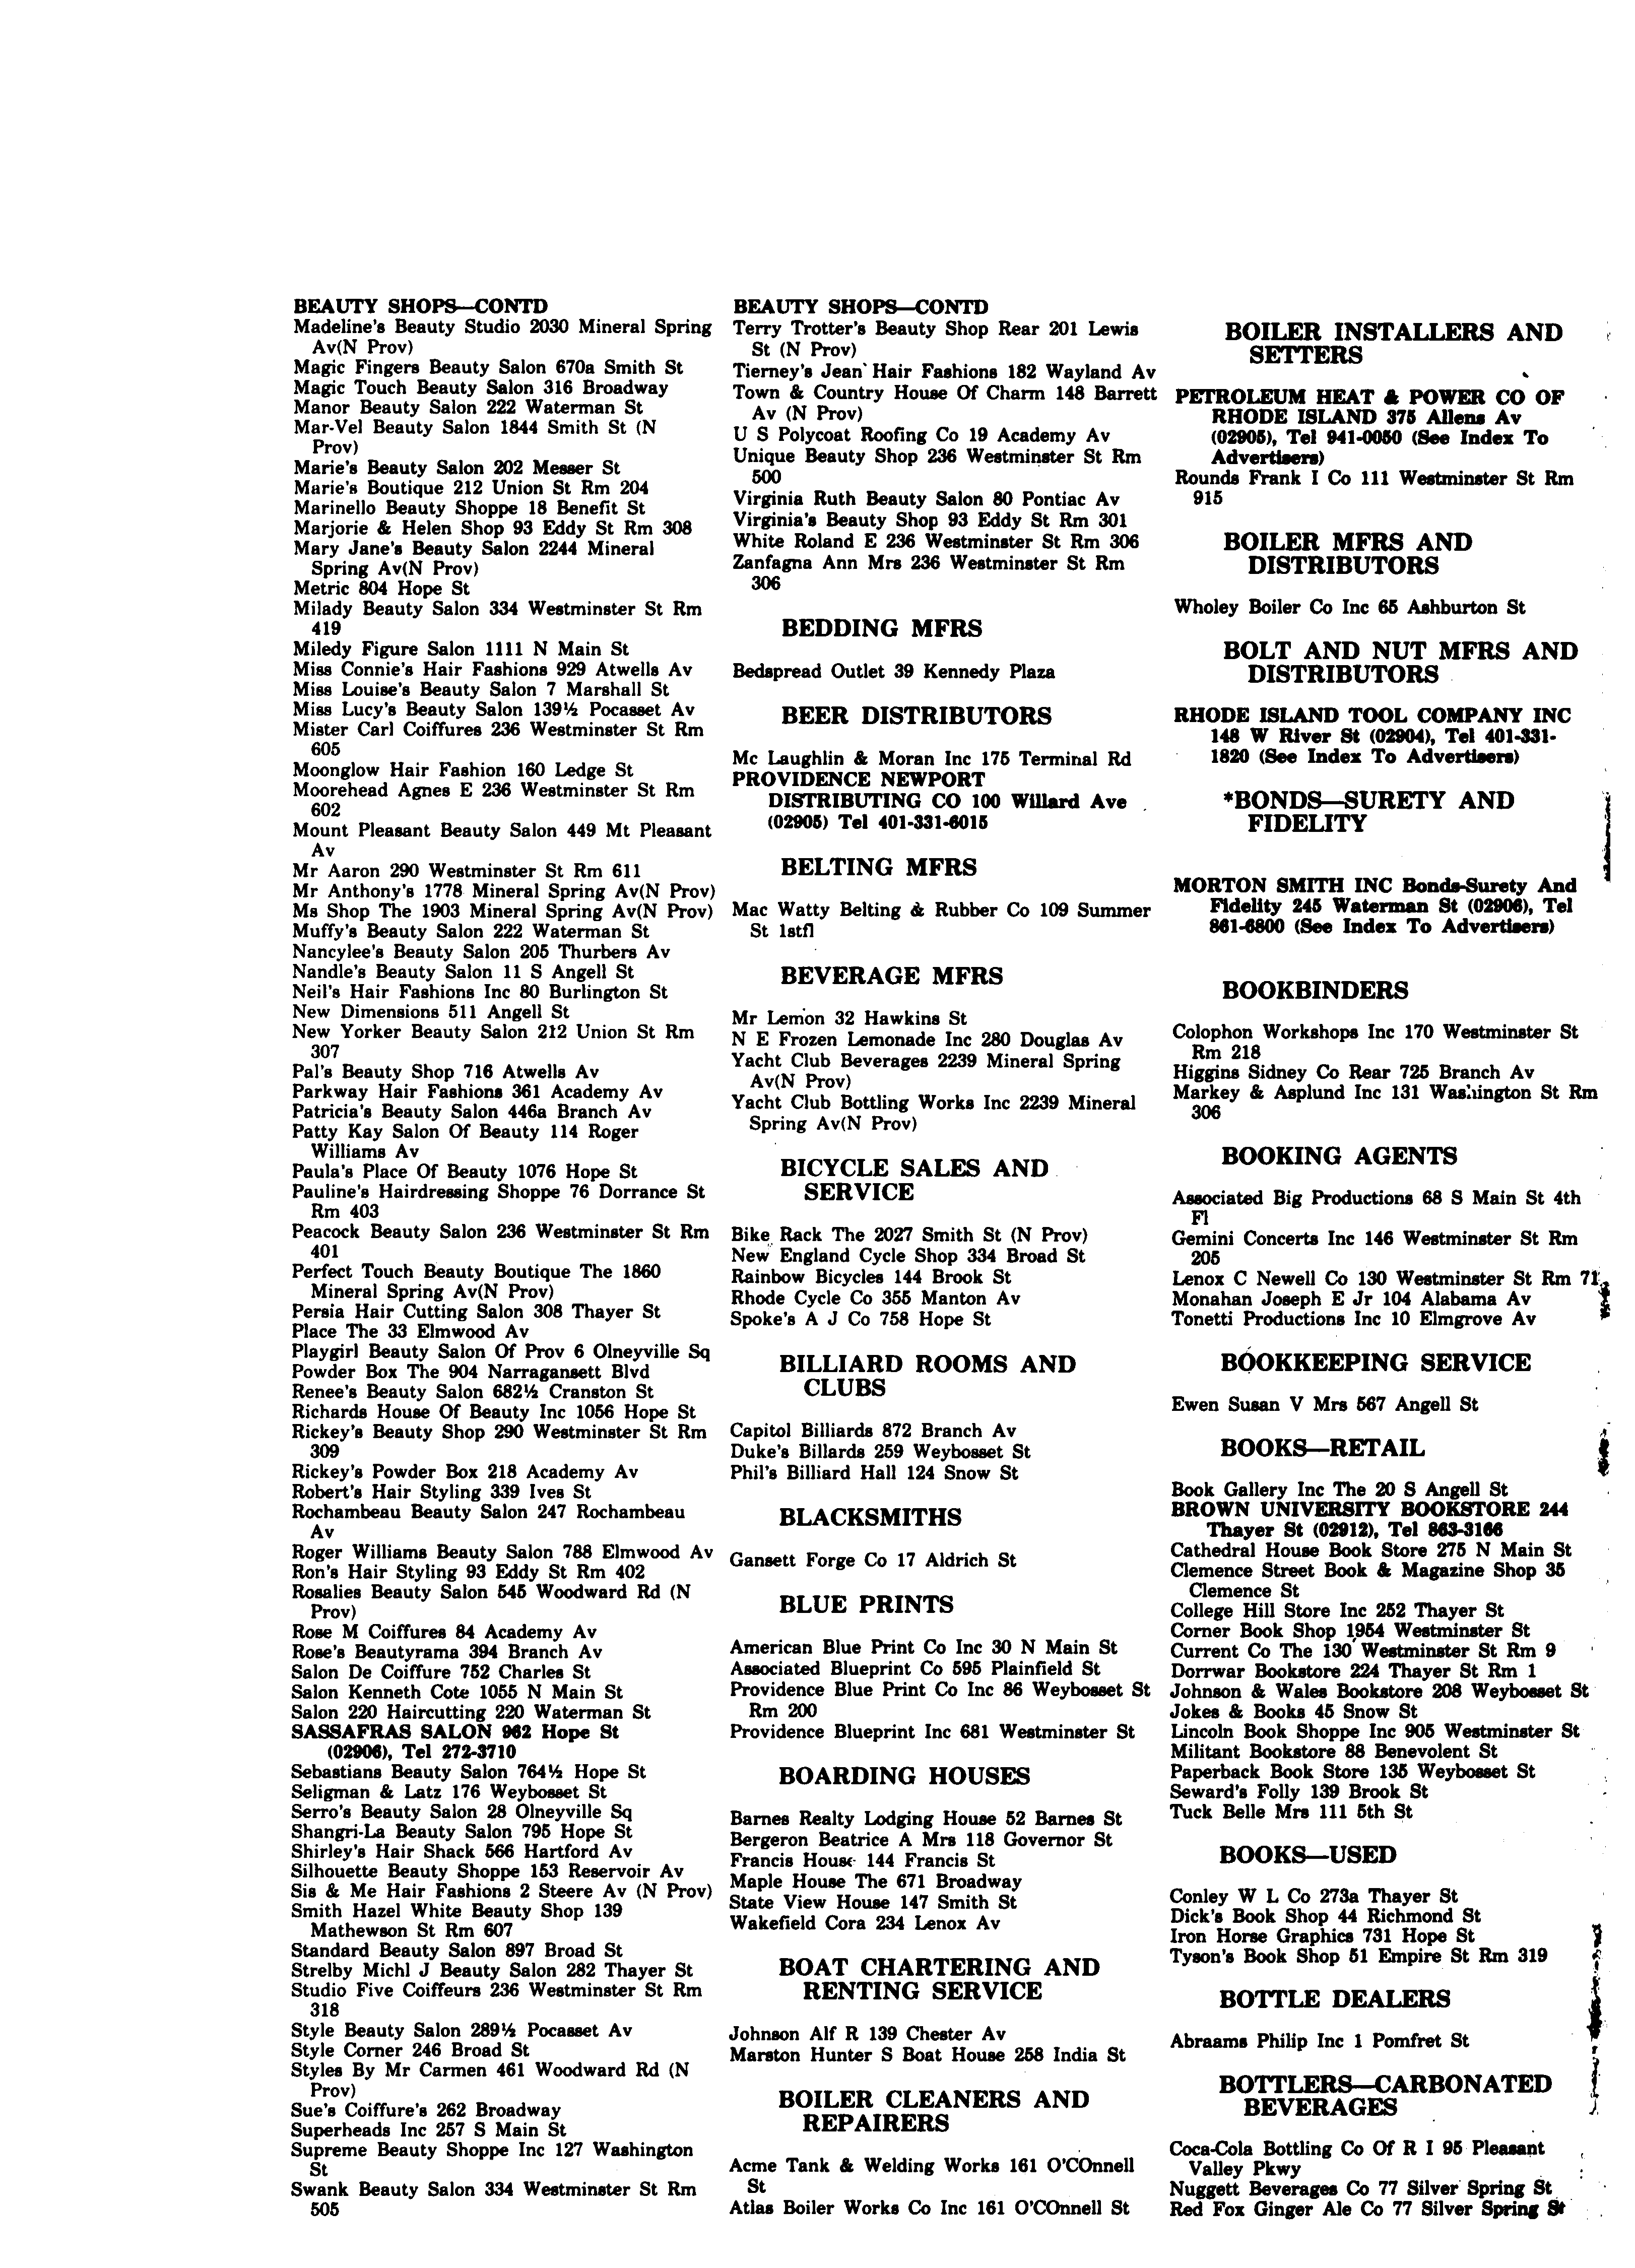 BEAUTY SHOPS—CONTD
Madeline's Beauty Studio 2030 Mineral Spring
Av(N Prov)
Magic Fingers Beauty Salon 670a Smith St
Magic Touch Beauty Salon 316 Broadway
Manor Beauty Salon 222 Waterman St
Mar-Vel Beauty Salon 1844 Smith St (N
Prov)
Marie's Beauty Salon 202 Messer St
Marie's Boutique 212 Union St Rm 204
Marinello Beauty Shoppe 18 Benefit St
Marjorie & Helen Shop 93 Eddy St Rm 308
Mary Jane's Beauty Salon 2244 Mineral
Spring Av(N Prov)
Metric 804 Hope St
Milady Beauty Salon 334 Westminster St Rm
419
Miledy Figure Salon 1111 N Main St
Miss Connie's Hair Fashions 929 Atwells Av
Miss Louise's Beauty Salon 7 Marshall St
Miss Lucy's Beauty Salon 139½ Pocasset Av
Mister Carl Coiffures 236 Westminster St Rm
605
Moonglow Hair Fashion 160 Ledge St
Moorehead Agnes E 236 Westminster St Rm
602
Mount Pleasant Beauty Salon 449 Mt Pleasant
Av
Mr Aaron 290 Westminster St Rm 611
Mr Anthony's 1778 Mineral Spring Av(N Prov)
Ms Shop The 1903 Mineral Spring Av(N Prov)
Muffy's Beauty Salon 222 Waterman St
Nancylee's Beauty Salon 205 Thurbers Av
Nandle's Beauty Salon 11 S Angell St
Neil's Hair Fashions Inc 80 Burlington St
New Dimensions 511 Angell St
New Yorker Beauty Salon 212 Union St Rm
307
Pal's Beauty Shop 716 Atwells Av
Parkway Hair Fashions 361 Academy Av
Patricia's Beauty Salon 446a Branch Av
Patty Kay Salon Of Beauty 114 Roger
Williams Av
Paula's Place Of Beauty 1076 Hope St
Pauline's Hairdressing Shoppe 76 Dorrance St
Rm 403
Peacock Beauty Salon 236 Westminster St Rm
401
Perfect Touch Beauty Boutique The 1860
Mineral Spring Av(N Prov)
Persia Hair Cutting Salon 308 Thayer St
Place The 33 Elmwood Av
Playgirl Beauty Salon Of Prov 6 Olneyville Sq
Powder Box The 904 Narragansett Blvd
Renee's Beauty Salon 682½ Cranston St
Richards House Of Beauty Inc 1056 Hope St
Rickey's Beauty Shop 290 Westminster St Rm
309
Rickey's Powder Box 218 Academy Av
Robert's Hair Styling 339 Ives St
Rochambeau Beauty Salon 247 Rochambeau
Av
Roger Williams Beauty Salon 788 Elmwood Av
Ron's Hair Styling 93 Eddy St Rm 402
Rosalies Beauty Salon 545 Woodward Rd (N
Prov)
Rose M Coiffures 84 Academy Av
Rose's Beautyrama 394 Branch Av
Salon De Coiffure 752 Charles St
Salon Kenneth Cote 1055 N Main St
Salon 220 Haircutting 220 Waterman St
SASSAFRAS SALON 962 Hope St
(02906), Tel 272-3710
Sebastians Beauty Salon 764½ Hope St
Seligman & Latz 176 Weybosset St
Serro's Beauty Salon 28 Olneyville Sq
Shangri-La Beauty Salon 795 Hope St
Shirley's Hair Shack 566 Hartford Av
Silhouette Beauty Shoppe 153 Reservoir Av
Sis & Me Hair Fashions 2 Steere Av (N Prov)
Smith Hazel White Beauty Shop 139
Mathewson St Rm 607
Standard Beauty Salon 897 Broad St
Strelby Michl J Beauty Salon 282 Thayer St
Studio Five Coiffeurs 236 Westminster St Rm
318
Style Beauty Salon 289½ Pocasset Av
Style Corner 246 Broad St
Styles By Mr Carmen 461 Woodward Rd (N
Prov)
Sue's Coiffure's 262 Broadway
Superheads Inc 257 S Main St
Supreme Beauty Shoppe Inc 127 Washington
St
Swank Beauty Salon 334 Westminster St Rm
505
BEAUTY SHOPS—CONTD
Terry Trotter's Beauty Shop Rear 201 Lewis
St (N Prov)
Tierney's Jean Hair Fashions 182 Wayland Av
Town & Country House Of Charm 148 Barrett
Av (N Prov)
U S Polycoat Roofing Co 19 Academy Av
Unique Beauty Shop 236 Westminster St Rm
500
Virginia Ruth Beauty Salon 80 Pontiac Av
Virginia's Beauty Shop 93 Eddy St Rm 301
White Roland E 236 Westminster St Rm 306
Zanfagna Ann Mrs 236 Westminster St Rm
306
BEDDING MFRS
Bedspread Outlet 39 Kennedy Plaza
BEER DISTRIBUTORS
Mc Laughlin & Moran Inc 175 Terminal Rd
PROVIDENCE NEWPORT
DISTRIBUTING CO 100 Willard Ave
(02905) Tel 401-331-6015
BELTING MFRS
Mac Watty Belting & Rubber Co 109 Summer
St 1stfl
BEVERAGE MFRS
Mr Lemon 32 Hawkins St
N E Frozen Lemonade Inc 280 Douglas Av
Yacht Club Beverages 2239 Mineral Spring
Av(N Prov)
Yacht Club Bottling Works Inc 2239 Mineral
Spring Av(N Prov)
BICYCLE SALES AND
SERVICE
Bike Rack The 2027 Smith St (N Prov)
New England Cycle Shop 334 Broad St
Rainbow Bicycles 144 Brook St
Rhode Cycle Co 355 Manton Av
Spoke's A J Co 758 Hope St
BILLIARD ROOMS AND
CLUBS
Capitol Billiards 872 Branch Av
Duke's Billards 259 Weybosset St
Phil's Billiard Hall 124 Snow St
BLACKSMITHS
Gansett Forge Co 17 Aldrich St
BLUE PRINTS
American Blue Print Co Inc 30 N Main St
Associated Blueprint Co 595 Plainfield St
Providence Blue Print Co Inc 86 Weybosset St
Rm 200
Providence Blueprint Inc 681 Westminster St
BOARDING HOUSES
Barnes Realty Lodging House 52 Barnes St
Bergeron Beatrice A Mrs 118 Governor St
Francis House 144 Francis St
Maple House The 671 Broadway
State View House 147 Smith St
Wakefield Cora 234 Lenox Av
BOAT CHARTERING AND
RENTING SERVICE
Johnson Alf R 139 Chester Av
Marston Hunter S Boat House 258 India St
BOILER CLEANERS AND
REPAIRERS
Acme Tank & Welding Works 161 O'COnnell
St
Atlas Boiler Works Co Inc 161 O'COnnell St
BOILER INSTALLERS AND
SETTERS
PETROLEUM HEAT & POWER CO OF
RHODE ISLAND 375 Allens Av
(02905), Tel 941-0050 (See Index To
Advertisers)
Rounds Frank I Co 111 Westminster St Rm
915
BOILER MFRS AND
DISTRIBUTORS
Wholey Boiler Co Inc 65 Ashburton St
BOLT AND NUT MFRS AND
DISTRIBUTORS
RHODE ISLAND TOOL COMPANY INC
148 W River St (02904), Tel 401-331-
1820 (See Index To Advertisers)
*BONDS—SURETY AND
FIDELITY
MORTON SMITH INC Bonds-Surety And
Fidelity 245 Waterman St (02906), Tel
861-6800 (See Index To Advertisers)
BOOKBINDERS
Colophon Workshops Inc 170 Westminster St
Rm 218
Higgins Sidney Co Rear 725 Branch Av
Markey & Asplund Inc 131 Washington St Rm
306
BOOKING AGENTS
Associated Big Productions 68 S Main St 4th
Fl
Gemini Concerts Inc 146 Westminster St Rm
205
Lenox C Newell Co 130 Westminster St Rm
Monahan Joseph E Jr 104 Alabama Av
Tonetti Productions Inc 10 Elmgrove Av
BOOKKEEPING SERVICE
Ewen Susan V Mrs 567 Angell St
BOOKS—RETAIL
Book Gallery Inc The 20 S Angell St
BROWN UNIVERSITY BOOKSTORE 244
Thayer St (02912), Tel 863-3166
Cathedral House Book Store 275 N Main St
Clemence Street Book & Magazine Shop 35
Clemence St
College Hill Store Inc 252 Thayer St
Corner Book Shop 1954 Westminster St
Current Co The 130 Westminster St Rm 9
Dorrwar Bookstore 224 Thayer St Rm 1
Johnson & Wales Bookstore 208 Weybosset St
Jokes & Books 45 Snow St
Lincoln Book Shoppe Inc 905 Westminster St
Militant Bookstore 88 Benevolent St
Paperback Book Store 135 Weybosset St
Seward's Folly 139 Brook St
Tuck Belle Mrs 111 5th St
BOOKS—USED
Conley W L Co 273a Thayer St
Dick's Book Shop 44 Richmond St
Iron Horse Graphics 731 Hope St
Tyson's Book Shop 51 Empire St Rm 319
BOTTLE DEALERS
Abraams Philip Inc 1 Pomfret St
BOTTLERS—CARBONATED
BEVERAGES
Coca-Cola Bottling Co Of R I 95 Pleasant
Valley Pkwy
Nuggett Beverages Co 77 Silver Spring St
Red Fox Ginger Ale Co 77 Silver Spring St